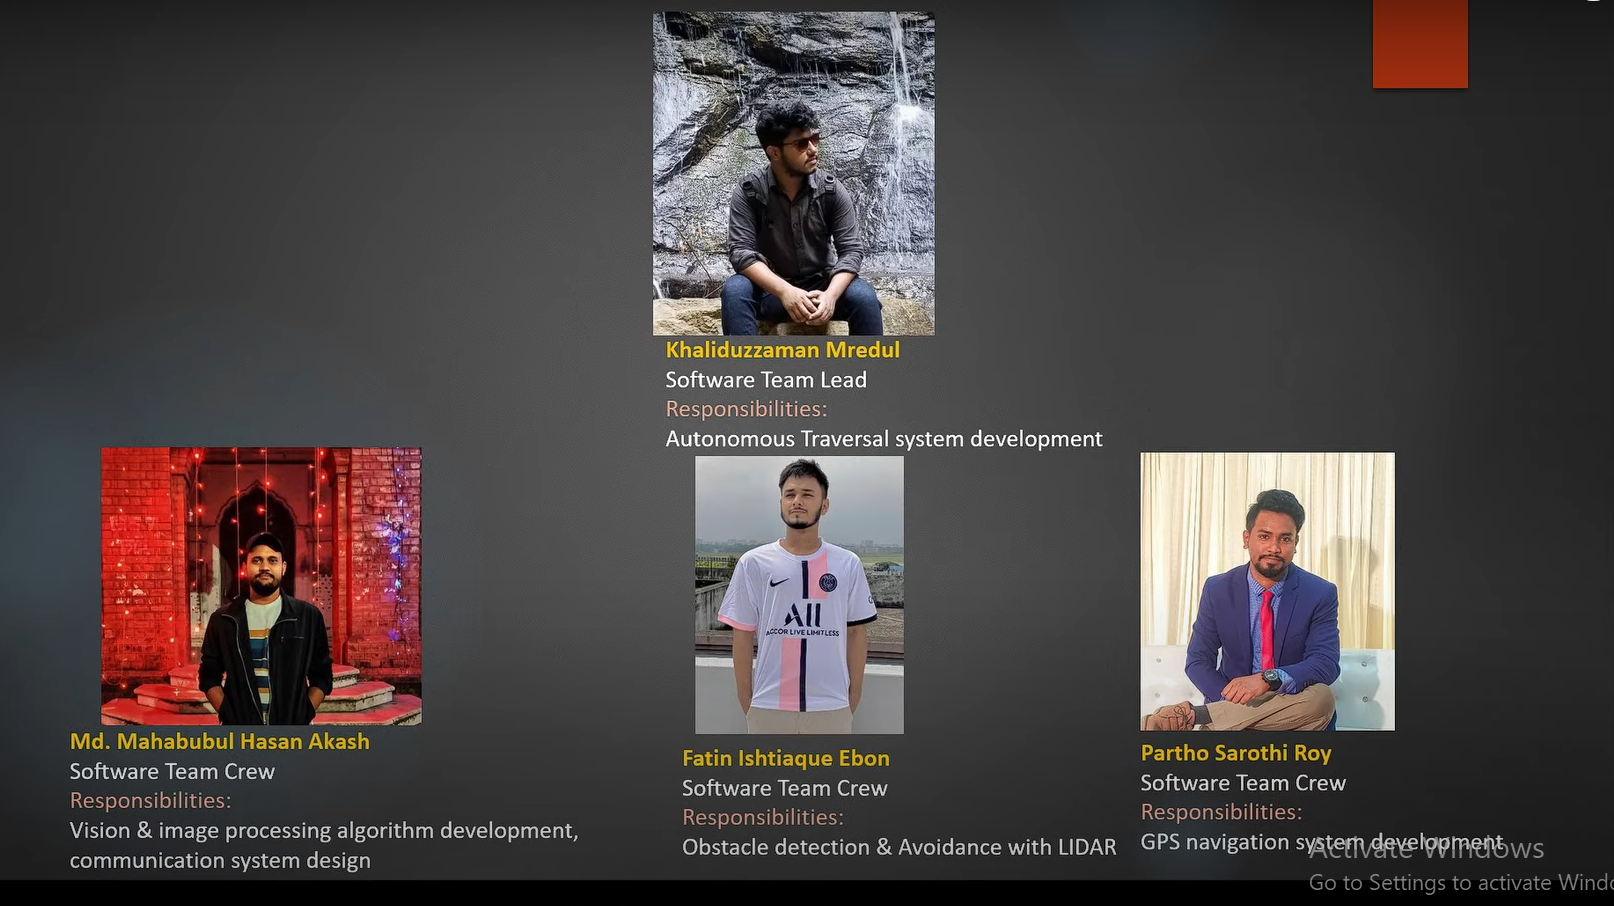 Khaliduzzaman Mredul
Software Team Lead
Responsibilities:
Autonomous Traversal system development
Md. Mahabubul Hasan Akash
Software Team Crew
Responsibilities:
Vision & image processing algorithm development,
communication system design
All
ACCOR LIVE LIMITLESS
Fatin Ishtiaque Ebon
Software Team Crew
Responsibilities:
Obstacle detection & Avoidance with LIDAR
Partho Sarothi Roy
Software Team Crew
Responsibilities:
GPS navigation system development
Activate Windows
Go to Settings to activate Windo